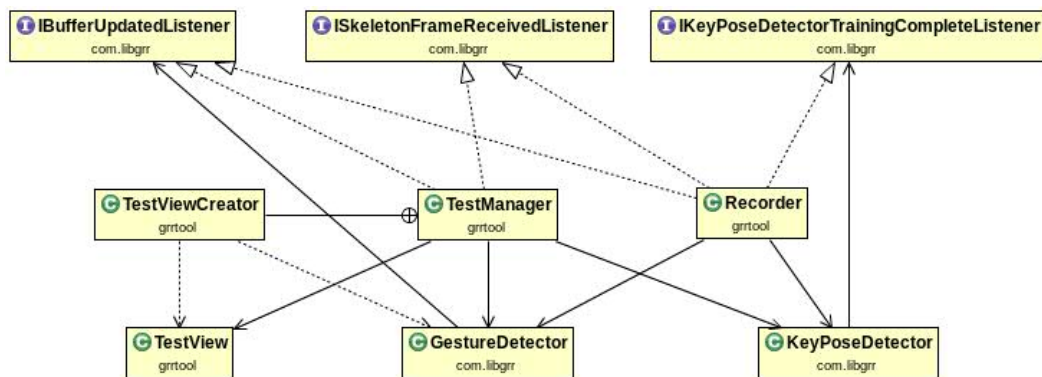 I IBufferUpdatedListener
com.libgrr
I ISkeletonFrameReceivedListener
com.libgrr
I IKeyPoseDetectorTrainingCompleteListener
com.libgrr
C TestViewCreator
grrtool
C TestManager
grrtool
C Recorder
grrtool
C TestView
grrtool
C GestureDetector
com.libgrr
C KeyPoseDetector
com.libgrr